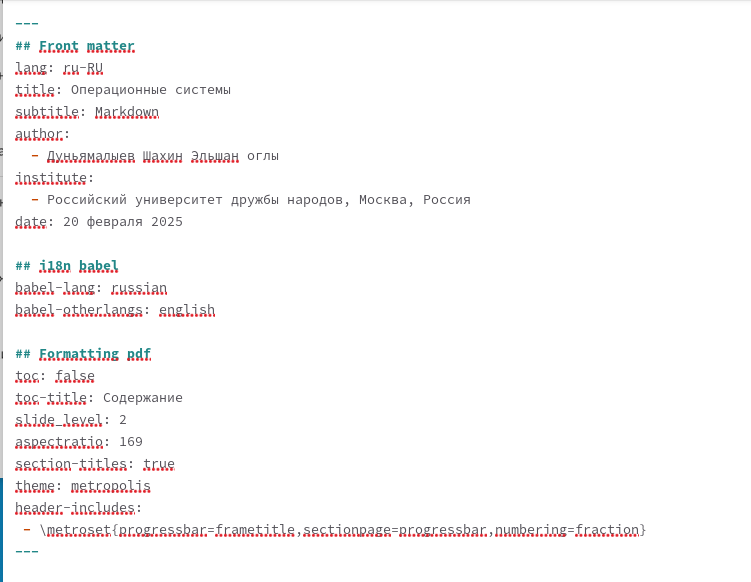 ---
## Front matter
lang: ru-RU
title: Операционные системы
subtitle: Markdown
author:
  - Дуньямалыев Шахин Эльшан оглы
institute:
  - Российский университет дружбы народов, Москва, Россия
date: 20 февраля 2025

## i18n babel
babel-lang: russian
babel-otherlangs: english

## Formatting pdf
toc: false
toc-title: Содержание
slide_level: 2
aspectratio: 169
section-titles: true
theme: metropolis
header-includes:
 - \metroset{progressbar=frametitle,sectionpage=progressbar,numbering=fraction}
---